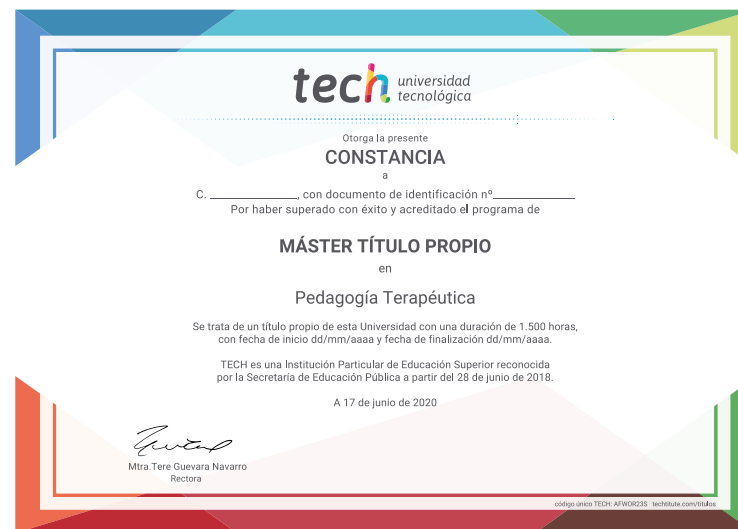 tech universidad
tecnológica
Otorga la presente
CONSTANCIA
a
C. ______________, con documento de identificación nº______________
Por haber superado con éxito y acreditado el programa de
MÁSTER TÍTULO PROPIO
en
Pedagogía Terapéutica
Se trata de un título propio de esta Universidad con una duración de 1.500 horas,
con fecha de inicio dd/mm/aaaa y fecha de finalización dd/mm/aaaa.
TECH es una Institución Particular de Educación Superior reconocida
por la Secretaría de Educación Pública a partir del 28 de junio de 2018.
A 17 de junio de 2020
Mtra.Tere Guevara Navarro
Rectora
código único TECH: AFWOR23S techtitute.com/títulos